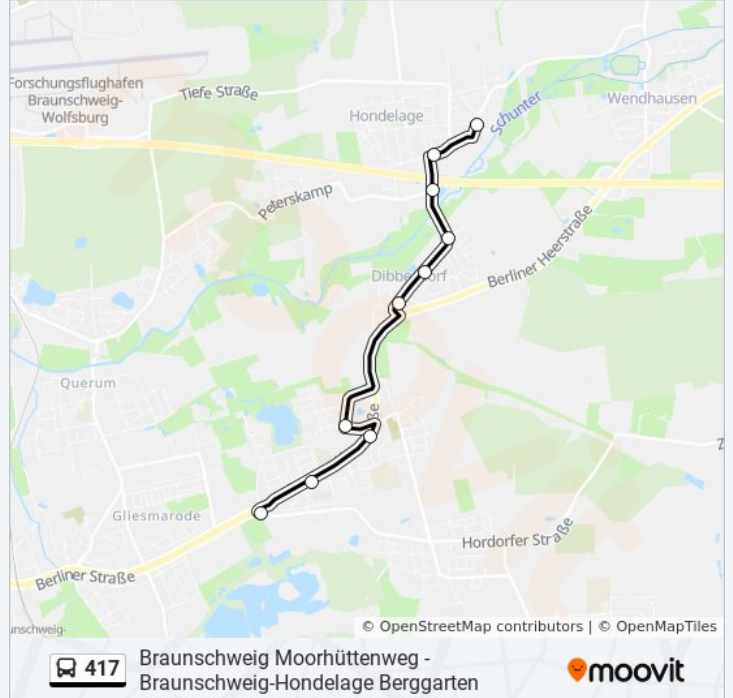 Forschungsflughafen
Braunschweig-
Wolfsburg
Tiefe Straße
Hondelage
Schunter
Wendhausen
Peterskamp
Berliner Heerstraße
Querum
Gliesmarode
Hordorfer Straße
Berliner Straße
© OpenStreetMap contributors | © OpenMapTiles
417
Braunschweig Moorhüttenweg -
Braunschweig-Hondelage Berggarten
moovit